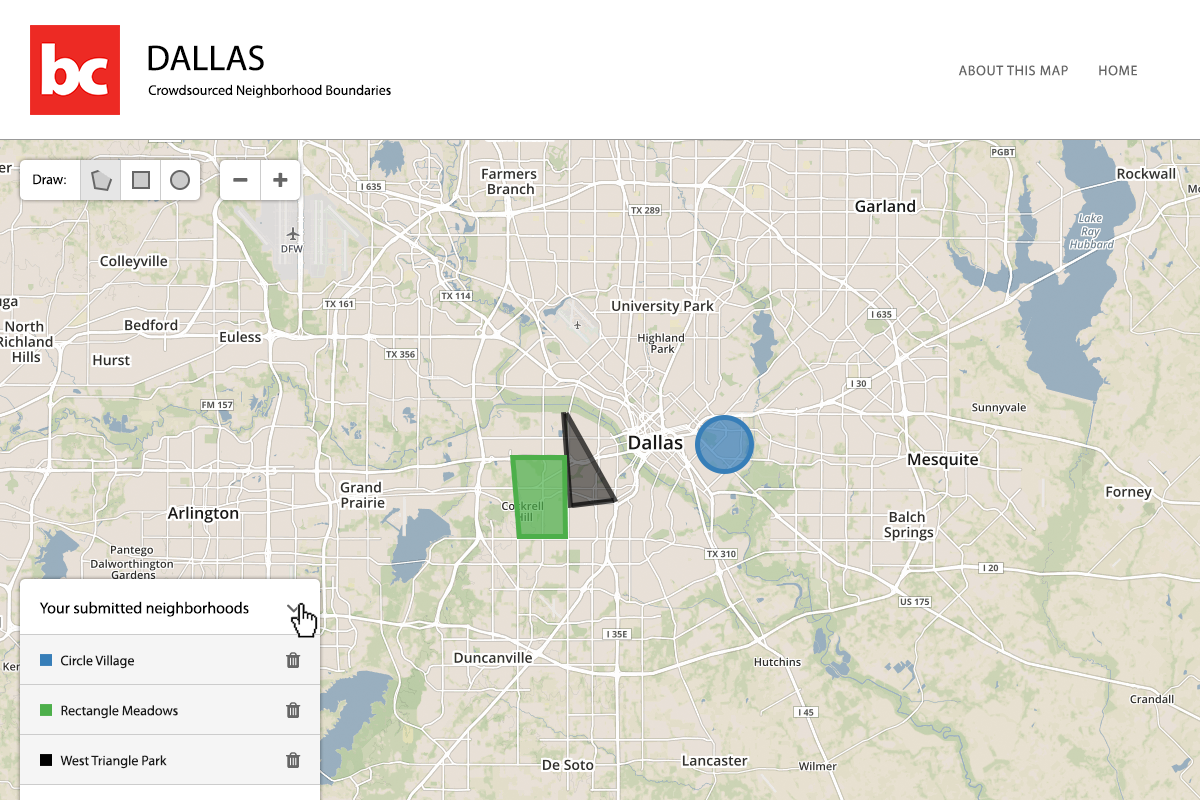 bc
DALLAS
Crowdsourced Neighborhood Boundaries
ABOUT THIS MAP
HOME
Draw:
er
I 635
Farmers
Branch
PGBT
Rockwall
TX 289
Garland
Lake
Ray
Hubbard
DFW
Colleyville
TX 161
TX 114
University Park
I 635
North
Richland
Hills
Bedford
Euless
Highland
Park
Hurst
TX 356
I 30
FM 157
Sunnyvale
Dallas
Mesquite
Grand
Prairie
Forney
Arlington
Cockrell
Hill
Balch
Springs
Pantego
Dalworthington
Gardens
TX 310
I 20
US 175
Your submitted neighborhoods
I 35E
Duncanville
Hutchins
Circle Village
Rectangle Meadows
West Triangle Park
Crandall
I 45
De Soto
Lancaster
Wilmer